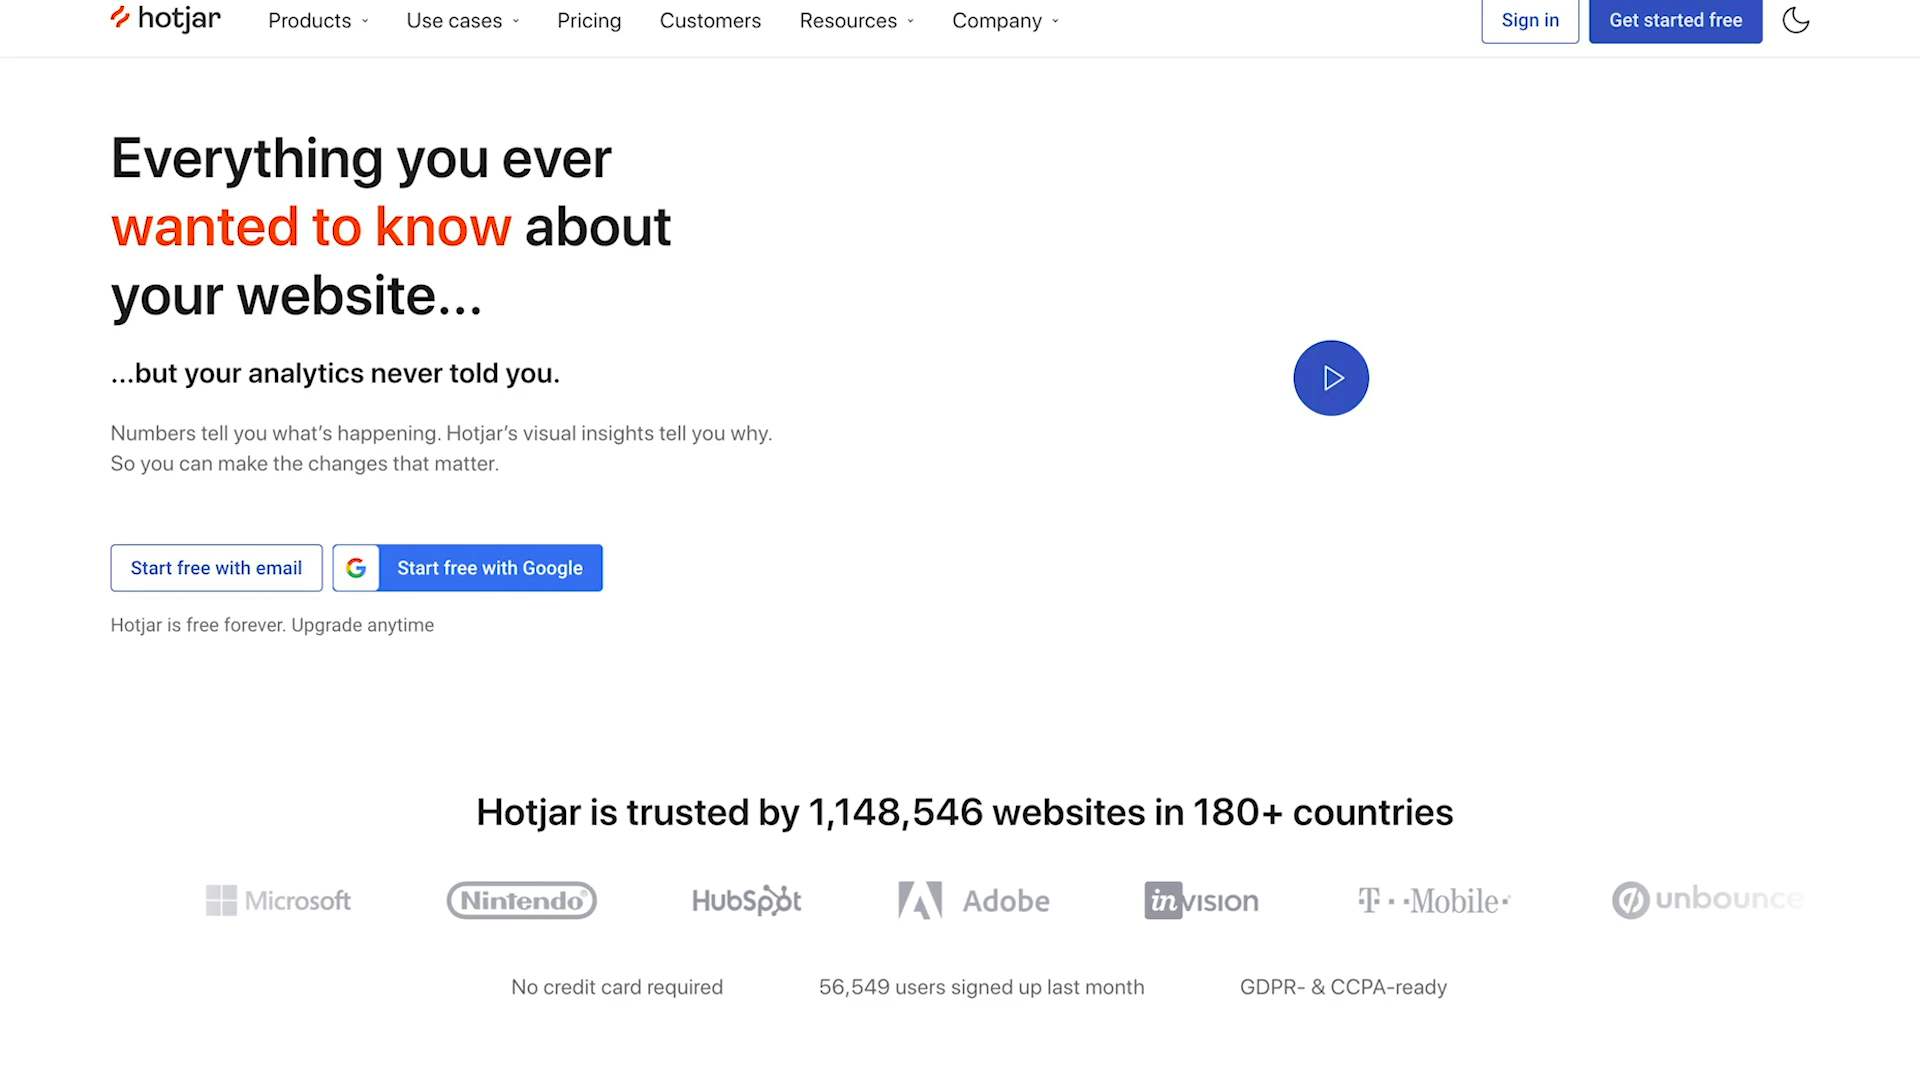 hotjar Products Use cases Pricing Customers Resources Company Sign in Get started free
Everything you ever
wanted to know about
your website...
...but your analytics never told you.
Numbers tell you what’s happening. Hotjar’s visual insights tell you why.
So you can make the changes that matter.
Start free with email Start free with Google
Hotjar is free forever. Upgrade anytime
Hotjar is trusted by 1,148,546 websites in 180+ countries
Microsoft Nintendo HubSpot Adobe invision T··Mobile· unbounce
No credit card required 56,549 users signed up last month GDPR- & CCPA-ready